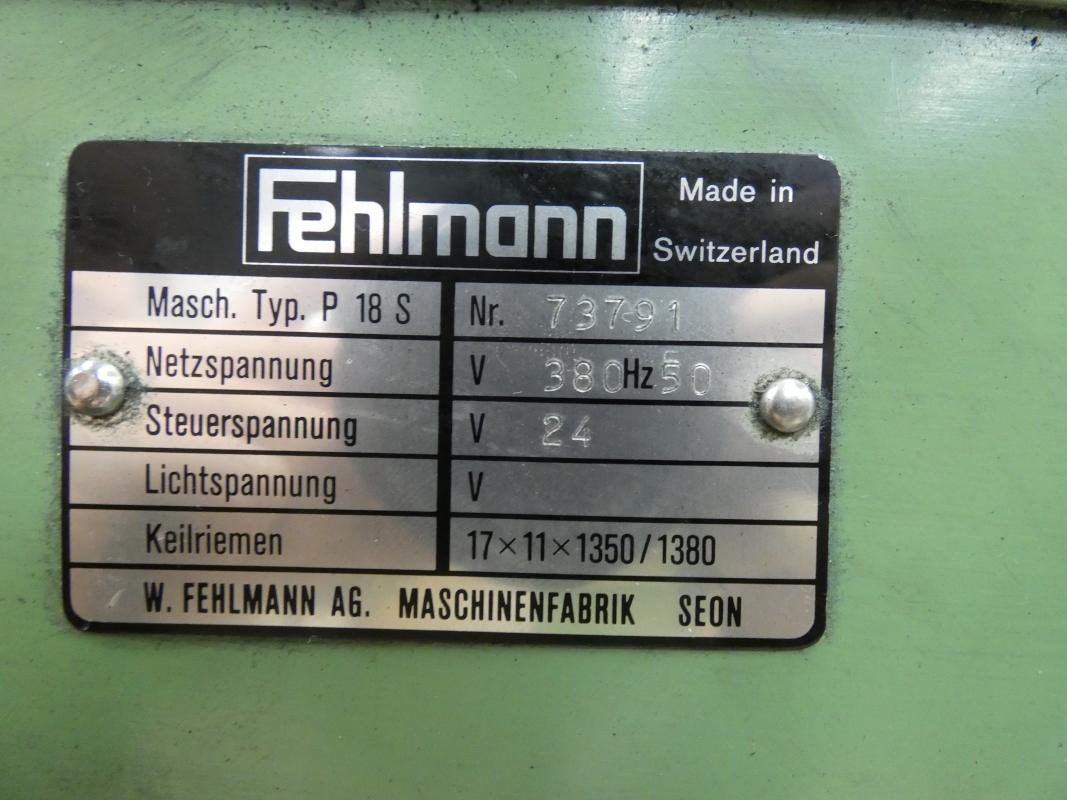 Fehlmann Made in
Switzerland
Masch. Typ. P 18 S Nr. 73791
Netzspannung V 380 Hz 50
Steuerspannung V 24
Lichtspannung V
Keilriemen 17×11×1350/1380
W. FEHLMANN AG. MASCHINENFABRIK SEON